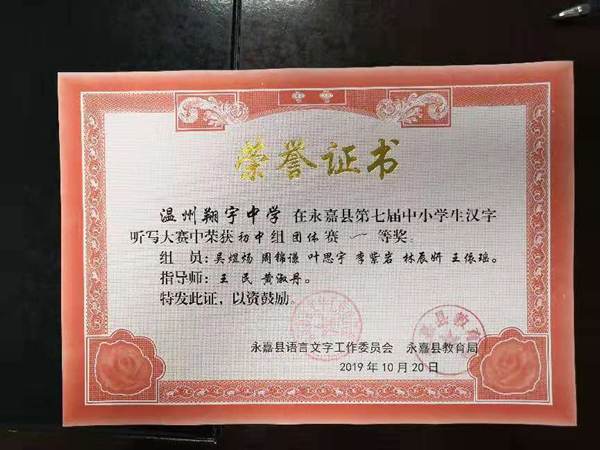 荣誉证书
温州翔宇中学在永嘉县第七届中小学生汉字
听写大赛中荣获初中组团体赛一等奖。
组 员:吴煜炀 周锦谦 叶思宇 李紫岩 林辰妍 王依瑶。
指导师:王民 黄淑丹。
特发此证,以资鼓励。
永嘉县语言文字工作委员会 永嘉县教育局
2019年10月20日